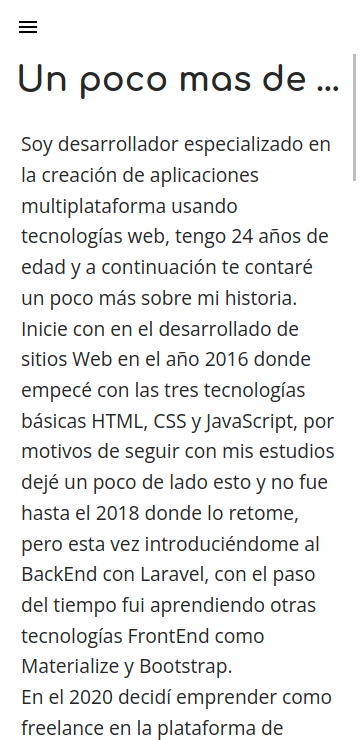 Un poco mas de ...
Soy desarrollador especializado en
la creación de aplicaciones
multiplataforma usando
tecnologías web, tengo 24 años de
edad y a continuación te contaré
un poco más sobre mi historia.
Inicie con en el desarrollado de
sitios Web en el año 2016 donde
empecé con las tres tecnologías
básicas HTML, CSS y JavaScript, por
motivos de seguir con mis estudios
dejé un poco de lado esto y no fue
hasta el 2018 donde lo retome,
pero esta vez introduciéndome al
BackEnd con Laravel, con el paso
del tiempo fui aprendiendo otras
tecnologías FrontEnd como
Materialize y Bootstrap.
En el 2020 decidí emprender como
freelance en la plataforma de